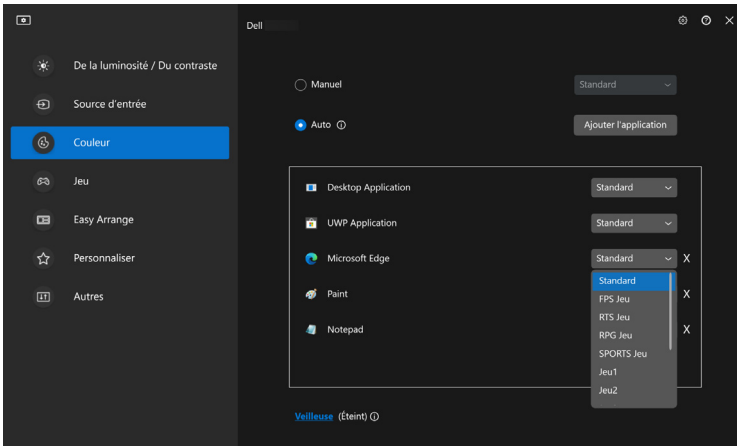 Dell
De la luminosité / Du contraste
Source d'entrée
Couleur
Jeu
Easy Arrange
Personnaliser
Autres
Manuel
Standard
Auto
Ajouter l'application
Desktop Application
Standard
UWP Application
Standard
Microsoft Edge
Standard
X
Paint
X
Notepad
X
Standard
FPS Jeu
RTS Jeu
RPG Jeu
SPORTS Jeu
Jeu1
Jeu2
Veilleuse (Éteint)